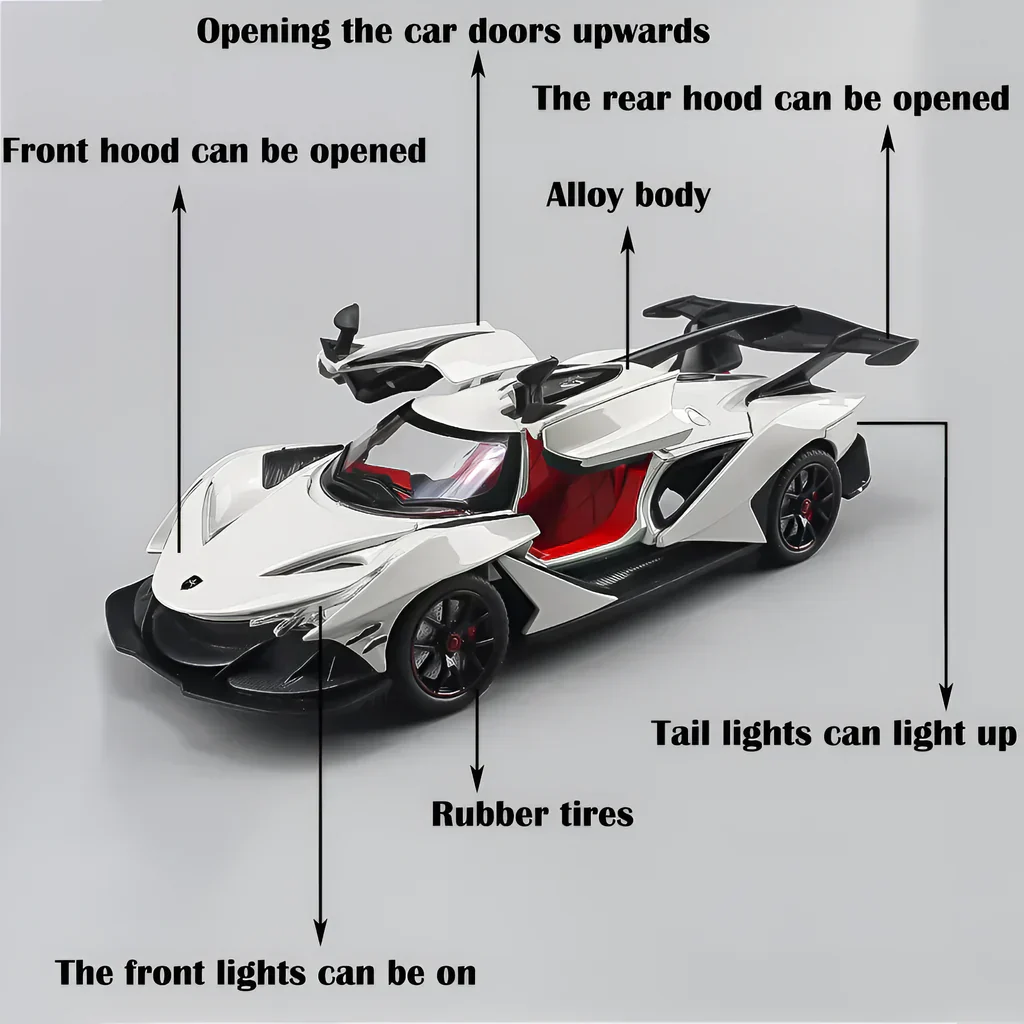 Opening the car doors upwards
The rear hood can be opened
Front hood can be opened
Alloy body
Tail lights can light up
Rubber tires
The front lights can be on